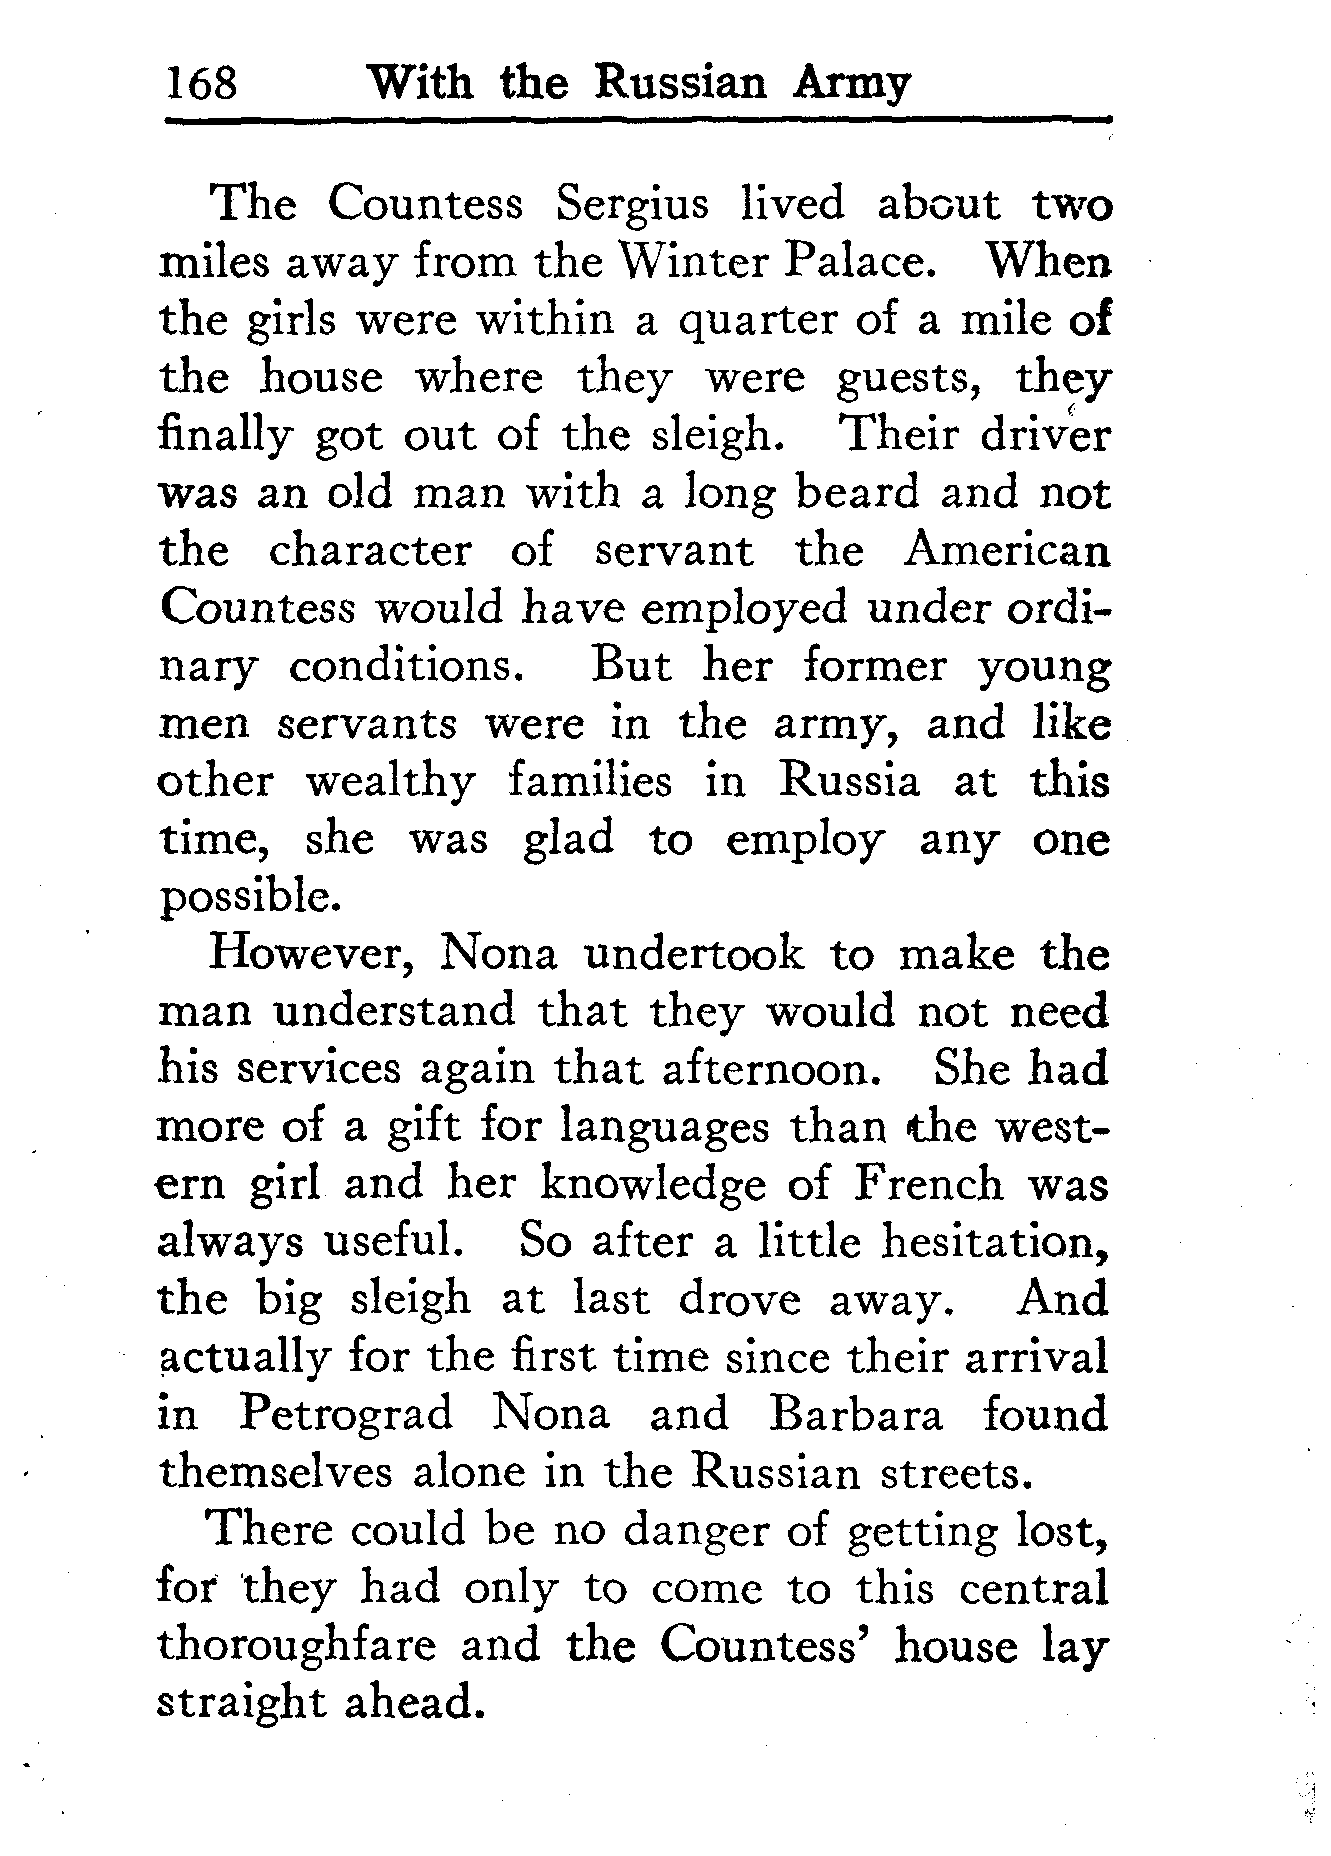 168 With the Russian Army
The Countess Sergius lived about two
miles away from the Winter Palace. When
the girls were within a quarter of a mile of
the house where they were guests, they
finally got out of the sleigh. Their driver
was an old man with a long beard and not
the character of servant the American
Countess would have employed under ordi-
nary conditions. But her former young
men servants were in the army, and like
other wealthy families in Russia at this
time, she was glad to employ any one
possible.
However, Nona undertook to make the
man understand that they would not need
his services again that afternoon. She had
more of a gift for languages than the west-
ern girl and her knowledge of French was
always useful. So after a little hesitation,
the big sleigh at last drove away. And
actually for the first time since their arrival
in Petrograd Nona and Barbara found
themselves alone in the Russian streets.
There could be no danger of getting lost,
for they had only to come to this central
thoroughfare and the Countess' house lay
straight ahead.